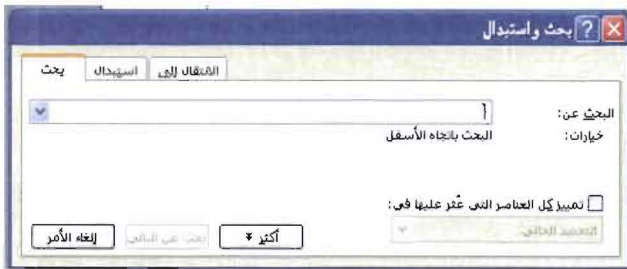 بحث و استبدال
بحث استبدال الانتقال إلى
البحث عن:
خيارات: البحث باتجاه الأسفل
تمييز كل العناصر التي عُثر عليها في:
التحديد الحالي
أكثر بحث عن التالي إلغاء الأمر